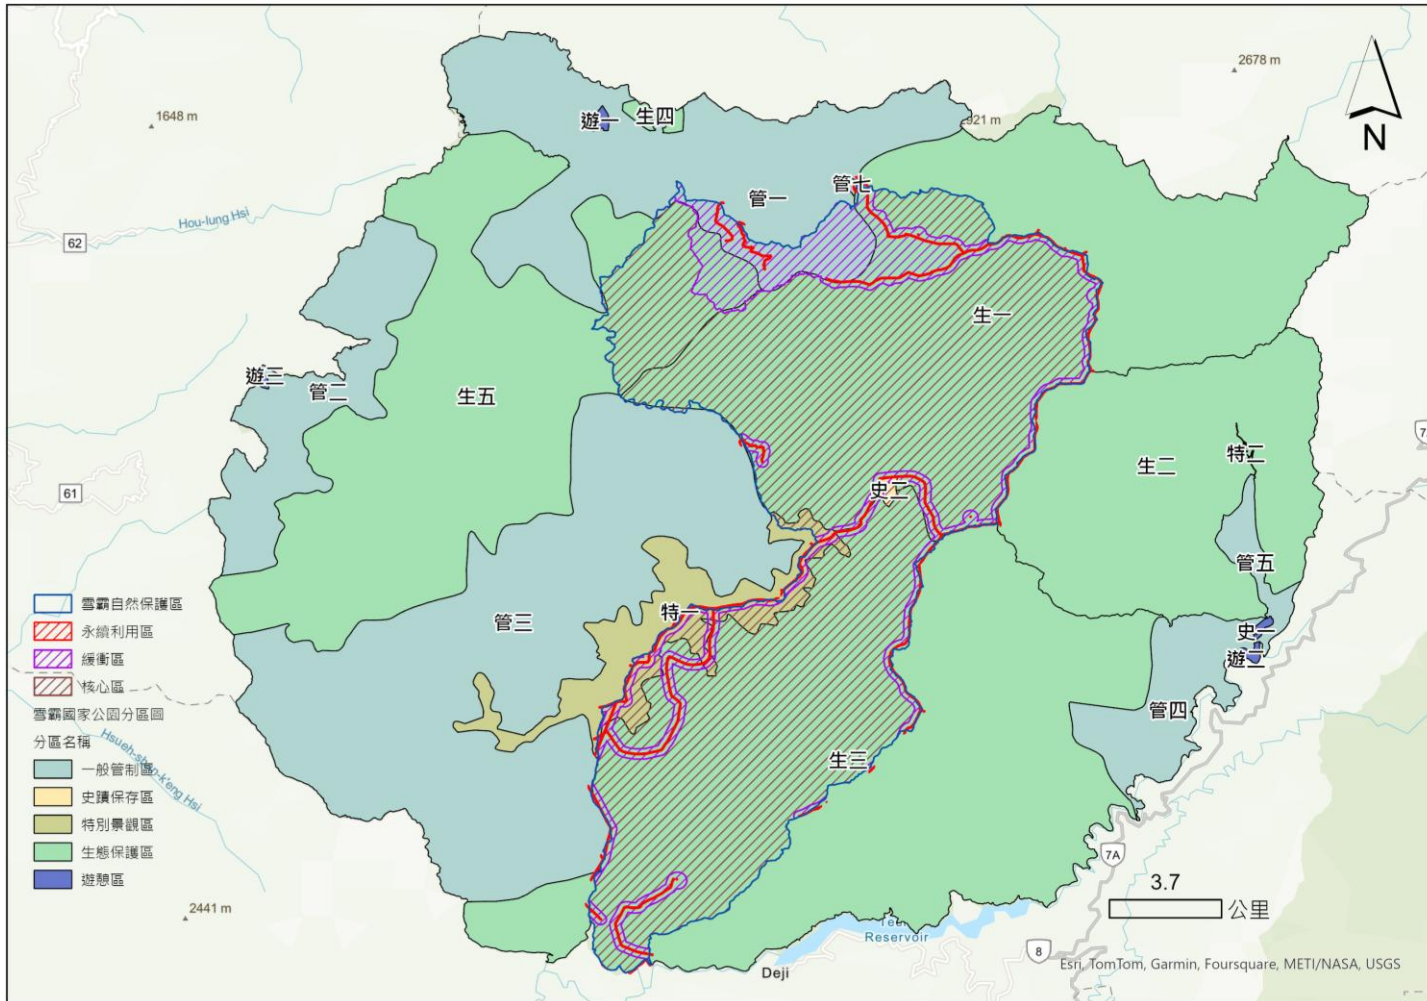 2678 m
1648 m
遊一
生四
921 m
N
管七
管一
Hou-lung Hsi
62
生一
遊三
管二
生五
7
特二
生二
61
史二
管五
特一
管三
史一
遊二
管四
生三
雪霸自然保護區
永續利用區
緩衝區
核心區
雪霸國家公園分區圖
分區名稱
一般管制區
史蹟保存區
特別景觀區
生態保護區
遊憩區
Hsueh-shan-k'eng Hsi
2441 m
7A
3.7
公里
Reservoir
8
Deji
Esri, TomTom, Garmin, Foursquare, METI/NASA, USGS